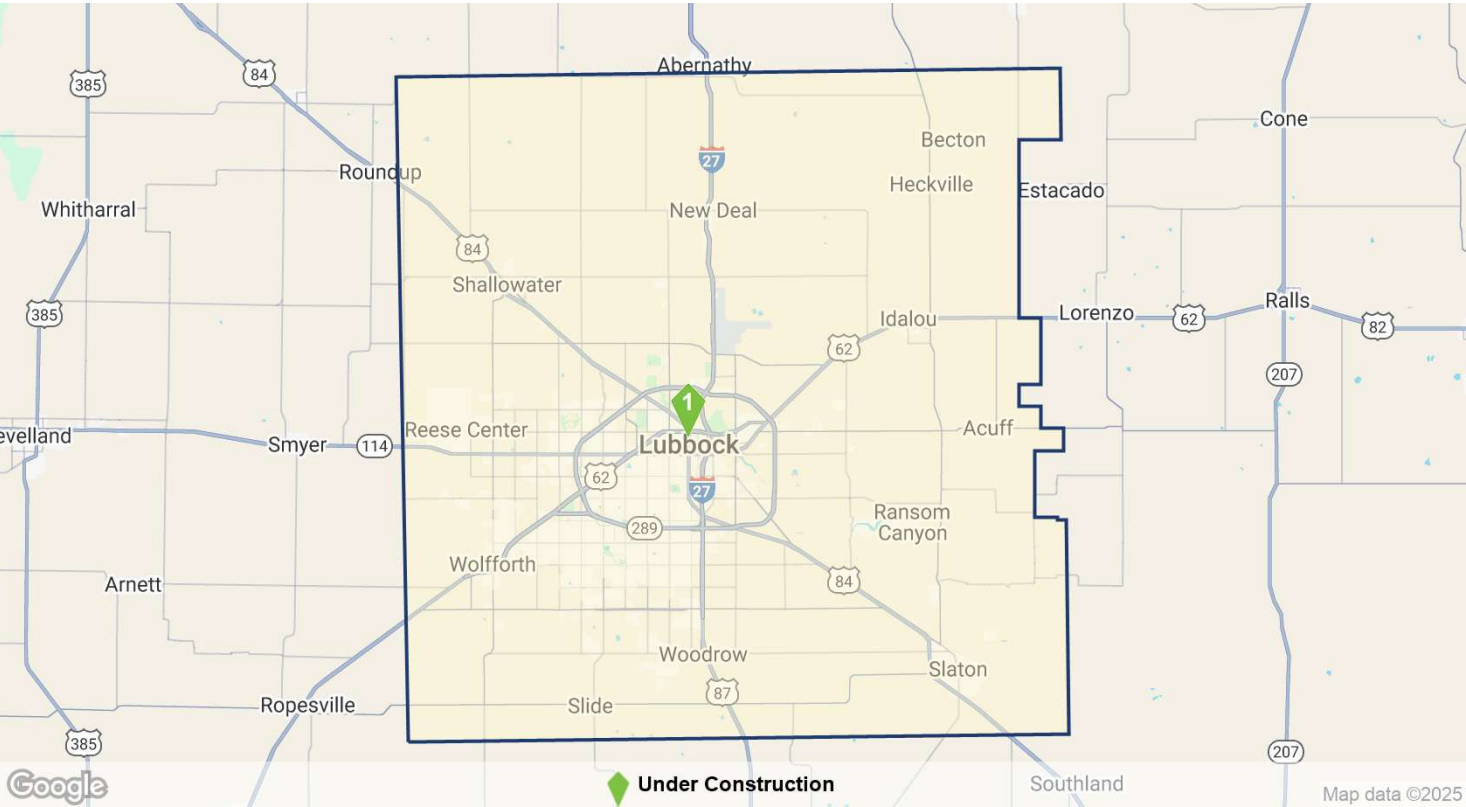 Abernathy
84
385
Cone
Becton
27
Roundup
Heckville
Estacado
Whitharral
New Deal
84
Shallowater
Ralls
385
Lorenzo
62
Idalou
82
62
207
1
Reese Center
Acuff
evelland
Smyer
114
Lubbock
62
27
Ransom
Canyon
289
Wolfforth
84
Arnett
Woodrow
Slaton
87
Ropesville
Slide
385
207
Google
Under Construction
Southland
Map data ©2025